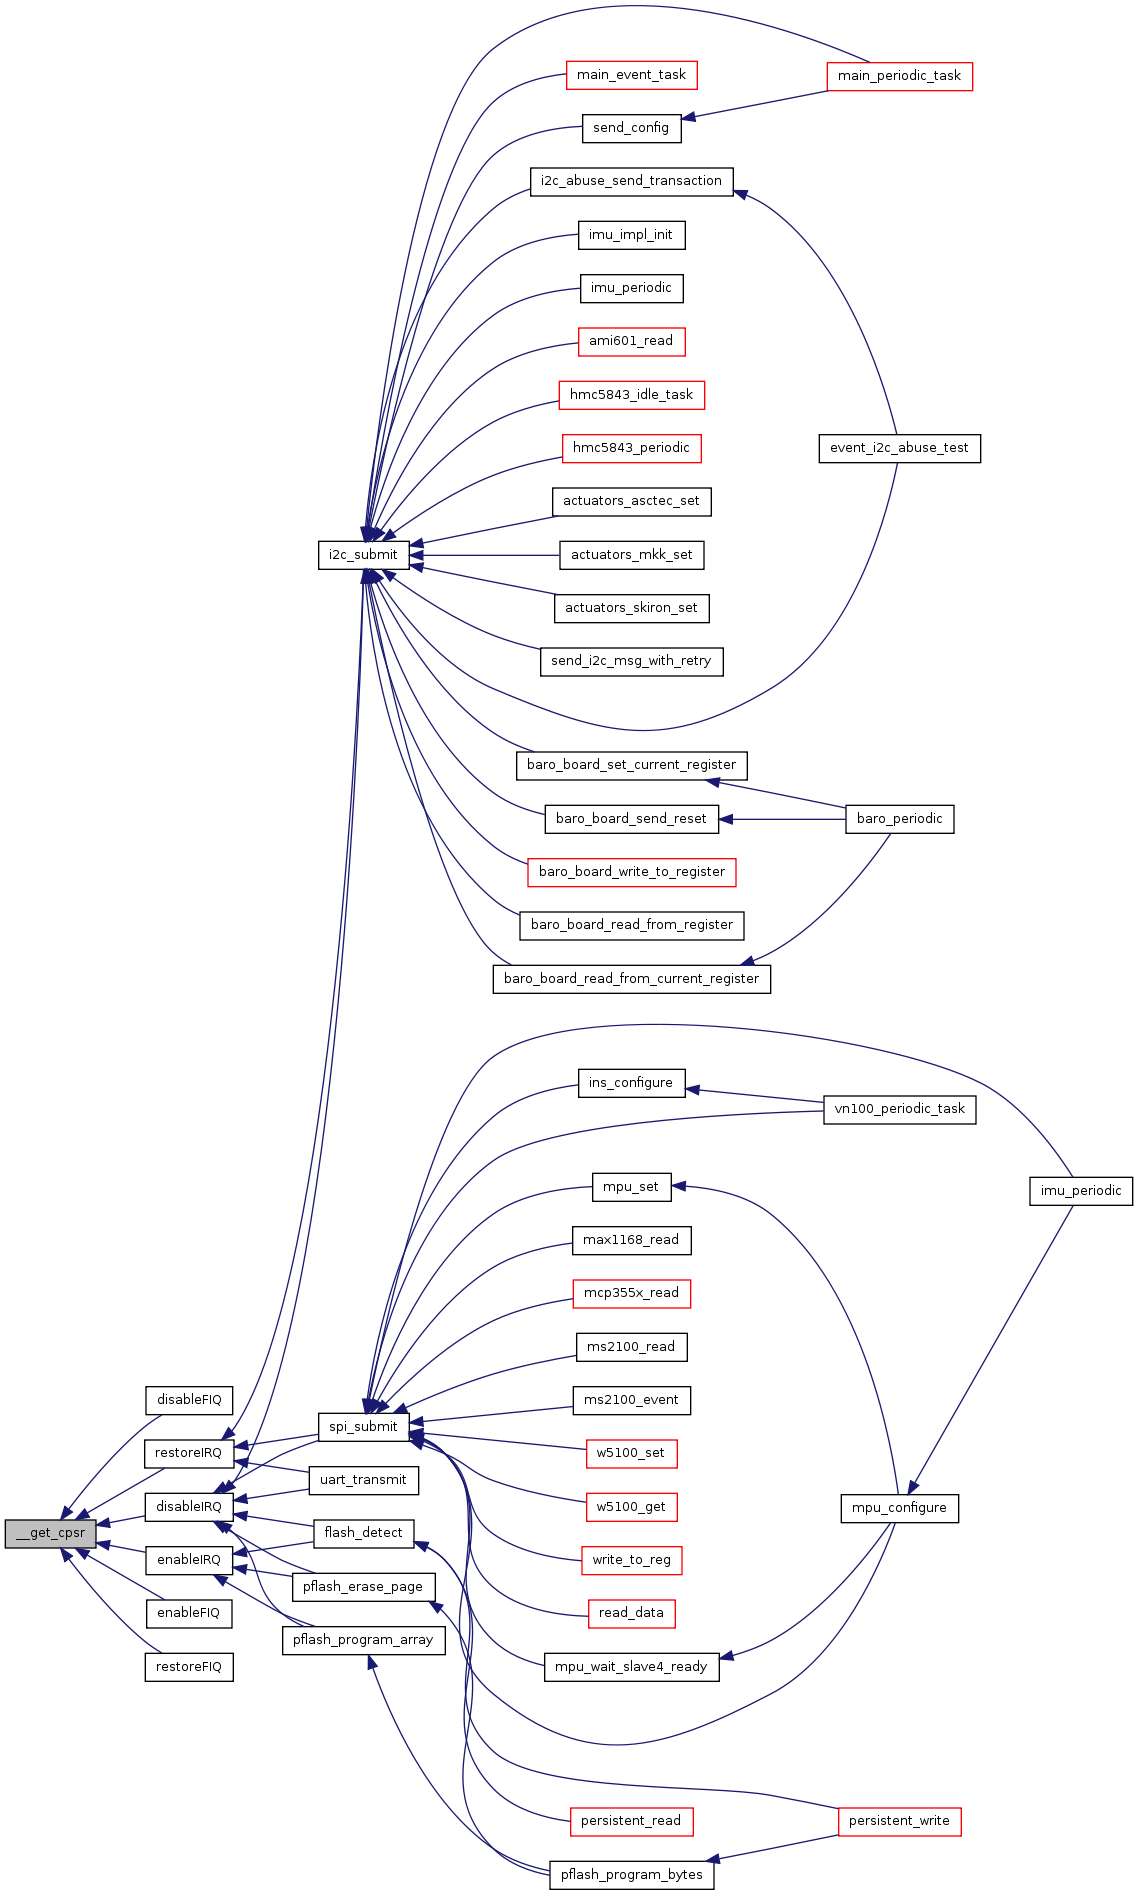 main_event_task
main_periodic_task
send_config
i2c_abuse_send_transaction
imu_impl_init
imu_periodic
ami601_read
hmc5843_idle_task
hmc5843_periodic
event_i2c_abuse_test
actuators_asctec_set
i2c_submit
actuators_mkk_set
actuators_skiron_set
send_i2c_msg_with_retry
baro_board_set_current_register
baro_board_send_reset
baro_periodic
baro_board_write_to_register
baro_board_read_from_register
baro_board_read_from_current_register
ins_configure
vn100_periodic_task
mpu_set
imu_periodic
max1168_read
mcp355x_read
ms2100_read
disableFIQ
ms2100_event
spi_submit
restoreIRQ
w5100_set
uart_transmit
disableIRQ
w5100_get
mpu_configure
__get_cpsr
flash_detect
enableIRQ
write_to_reg
pflash_erase_page
enableFIQ
read_data
pflash_program_array
restoreFIQ
mpu_wait_slave4_ready
persistent_read
persistent_write
pflash_program_bytes